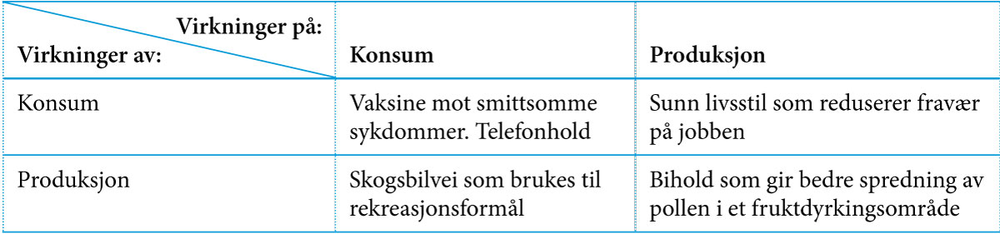 Virkninger på:
Virkninger av:
Konsum
Produksjon
Konsum
Vaksine mot smittsomme
sykdommer. Telefonhold
Sunn livsstil som reduserer fravær
på jobben
Produksjon
Skogsbilvei som brukes til
rekreasjonsformål
Bihold som gir bedre spredning av
pollen i et fruktdyrkingsområde